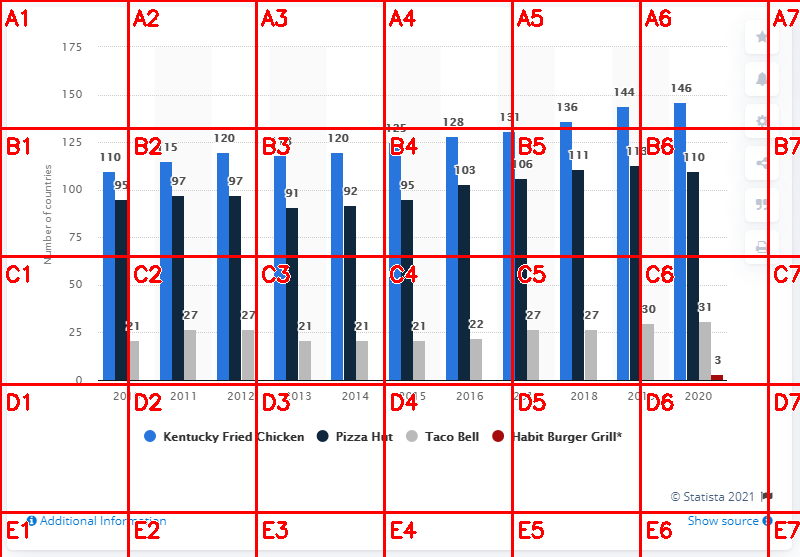 A1 A2 A3 A4 A5 A6 A7
175
150
136 144 146
128 131
125
B1 B2 B3 B4 B5 B6 B7
125
110 115 120 120
95 97 97 91 92 95 103 106 111 113 110
100
75
Number of countries
C1 C2 C3 C4 C5 C6 C7
50
25
21 27 27 21 21 21 22 27 27 30 31 3
0
D1 D2 D3 D4 D5 D6 D7
2011 2012 2013 2014 2015 2016 2018 2020
Kentucky Fried Chicken Pizza Hut Taco Bell Habit Burger Grill*
© Statista 2021
E1 E2 E3 E4 E5 E6 E7
Additional Information Show source